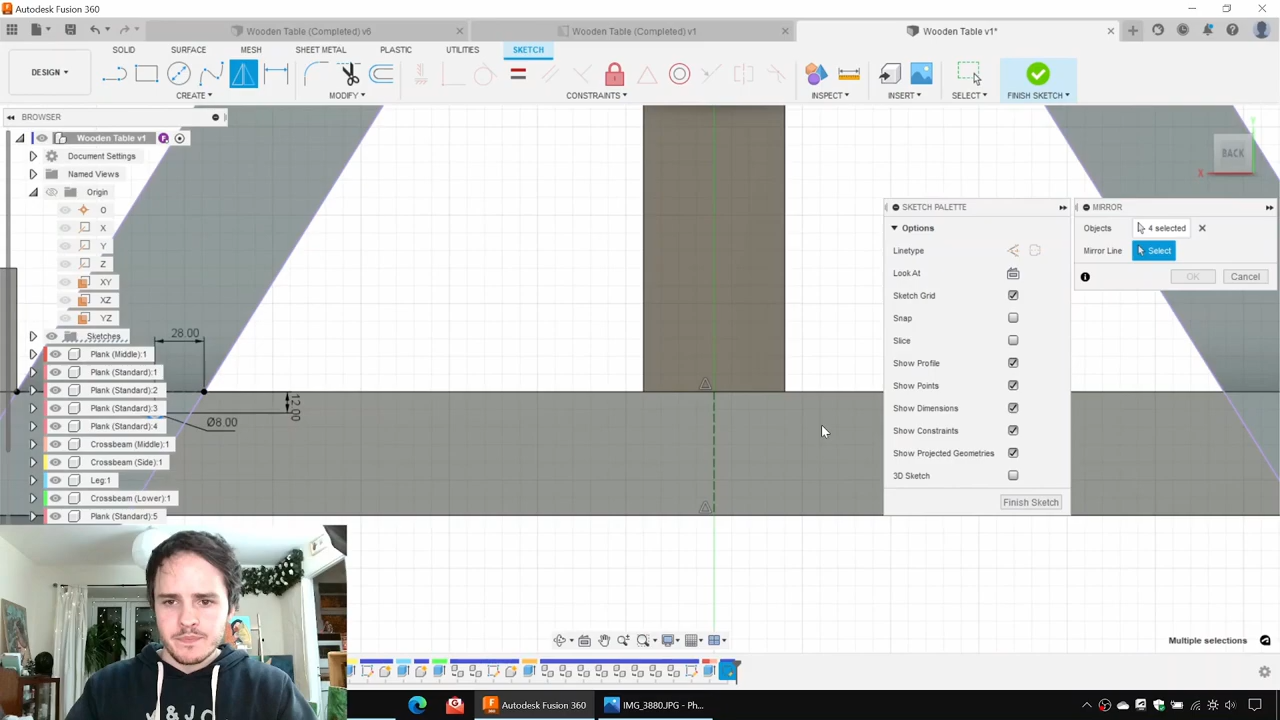 Autodesk Fusion 360
Wooden Table (Completed) v6
Wooden Table (Completed) v1
Wooden Table v1*
DESIGN
SOLID
SURFACE
MESH
SHEET METAL
PLASTIC
UTILITIES
SKETCH
CREATE
MODIFY
CONSTRAINTS
INSPECT
INSERT
SELECT
FINISH SKETCH
BROWSER
Wooden Table v1
Document Settings
Named Views
Origin
O
X
Y
Z
XY
XZ
YZ
Sketches
Plank (Middle):1
Plank (Standard):1
Plank (Standard):2
Plank (Standard):3
Plank (Standard):4
Crossbeam (Middle):1
Crossbeam (Side):1
Leg:1
Crossbeam (Lower):1
Plank (Standard):5
28.00
12.00
Ø8.00
BACK
X
Y
SKETCH PALETTE
Options
Linetype
Look At
Sketch Grid
Snap
Slice
Show Profile
Show Points
Show Dimensions
Show Constraints
Show Projected Geometries
3D Sketch
Finish Sketch
MIRROR
Objects
4 selected
Mirror Line
Select
OK
Cancel
Multiple selections
J & JO
Autodesk Fusion 360
IMG_3880.JPG - Ph...